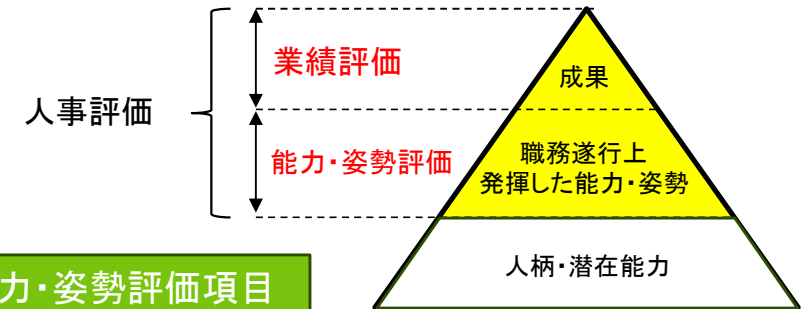 業績評価
成果
人事評価
能力・姿勢評価
職務遂行上
発揮した能力・姿勢
人柄・潜在能力
力・姿勢評価項目